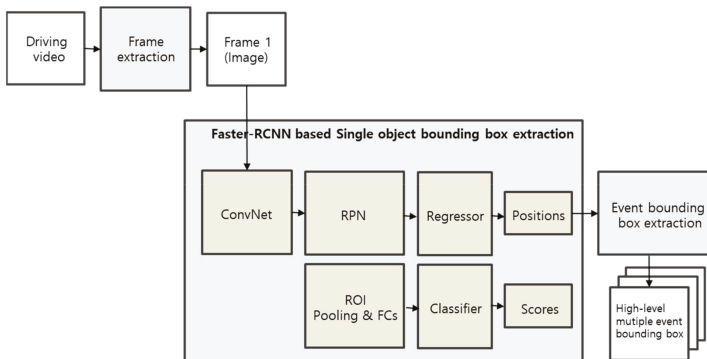 Driving
video
Frame
extraction
Frame 1
(Image)
Faster-RCNN based Single object bounding box extraction
ConvNet
RPN
Regressor
Positions
Event bounding
box extraction
ROI
Pooling & FCs
Classifier
Scores
High-level
mutiple event
bounding box